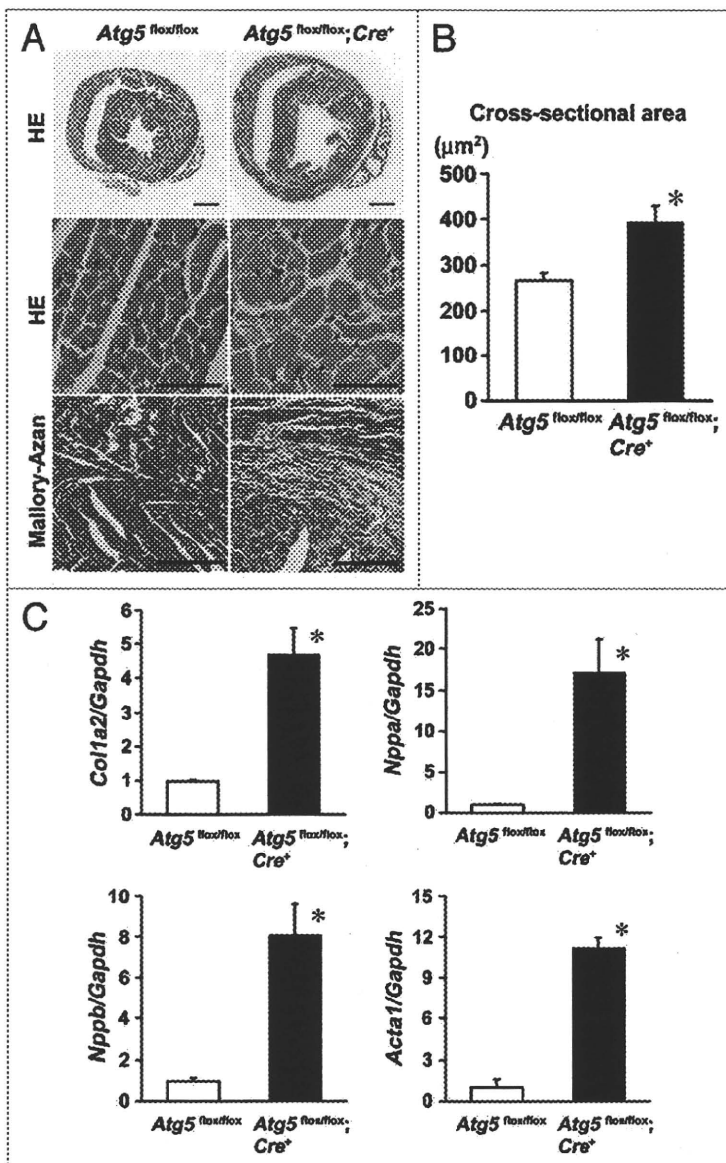 A
Atg5 flox/flox
Atg5 flox/flox;Cre+
HE
HE
Mallory-Azan
B
Cross-sectional area
(μm²)
500
400
300
200
100
0
Atg5 flox/flox
Atg5 flox/flox;
Cre+
*
C
Col1a2/Gapdh
6
5
4
3
2
1
0
*
Atg5 flox/flox
Atg5 flox/flox;
Cre+
Nppa/Gapdh
25
20
15
10
5
0
*
Atg5 flox/flox
Atg5 flox/flox;
Cre+
Nppb/Gapdh
10
8
6
4
2
0
*
Atg5 flox/flox
Atg5 flox/flox;
Cre+
Acta1/Gapdh
15
12
9
6
3
0
*
Atg5 flox/flox
Atg5 flox/flox;
Cre+